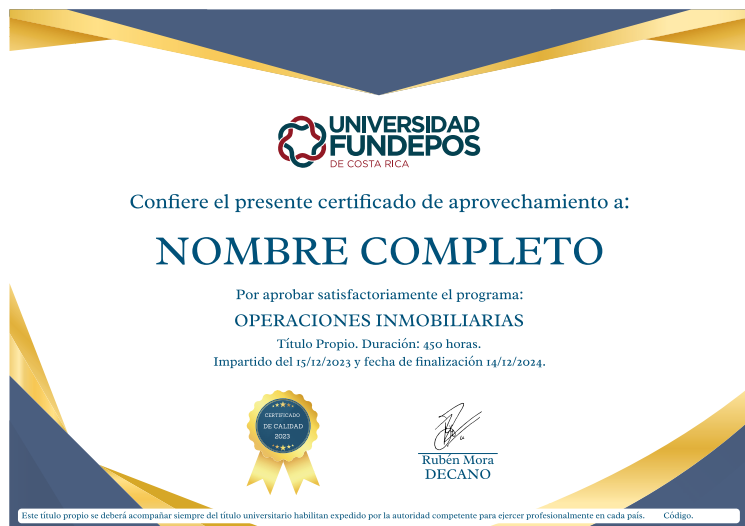 UNIVERSIDAD
FUNDEPOS
DE COSTA RICA
Confiere el presente certificado de aprovechamiento a:
NOMBRE COMPLETO
Por aprobar satisfactoriamente el programa:
OPERACIONES INMOBILIARIAS
Título Propio. Duración: 450 horas.
Impartido del 15/12/2023 y fecha de finalización 14/12/2024.
CERTIFICADO
DE CALIDAD
2023
Rubén Mora
DECANO
Este titulo propio se deberá acompañar siempre del título universitario habilitan expedido por la autoridad competente para ejercer profesionalmente en cada país. Código.